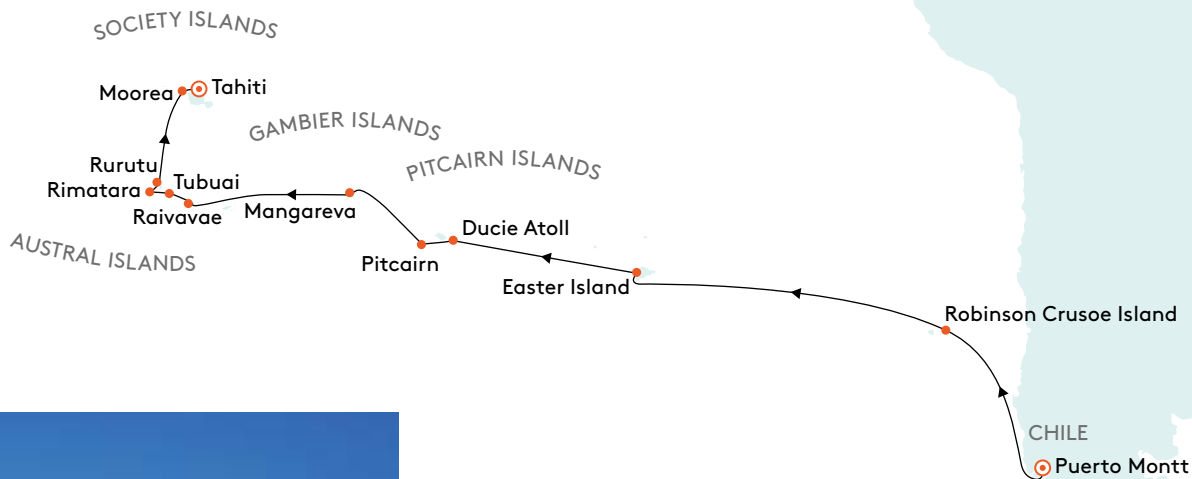 SOCIETY ISLANDS
Tahiti
Moorea
GAMBIER ISLANDS
PITCAIRN ISLANDS
Rurutu
Tubuai
Rimatara
Raivavae
Mangareva
Ducie Atoll
AUSTRAL ISLANDS
Pitcairn
Easter Island
Robinson Crusoe Island
CHILE
Puerto Montt